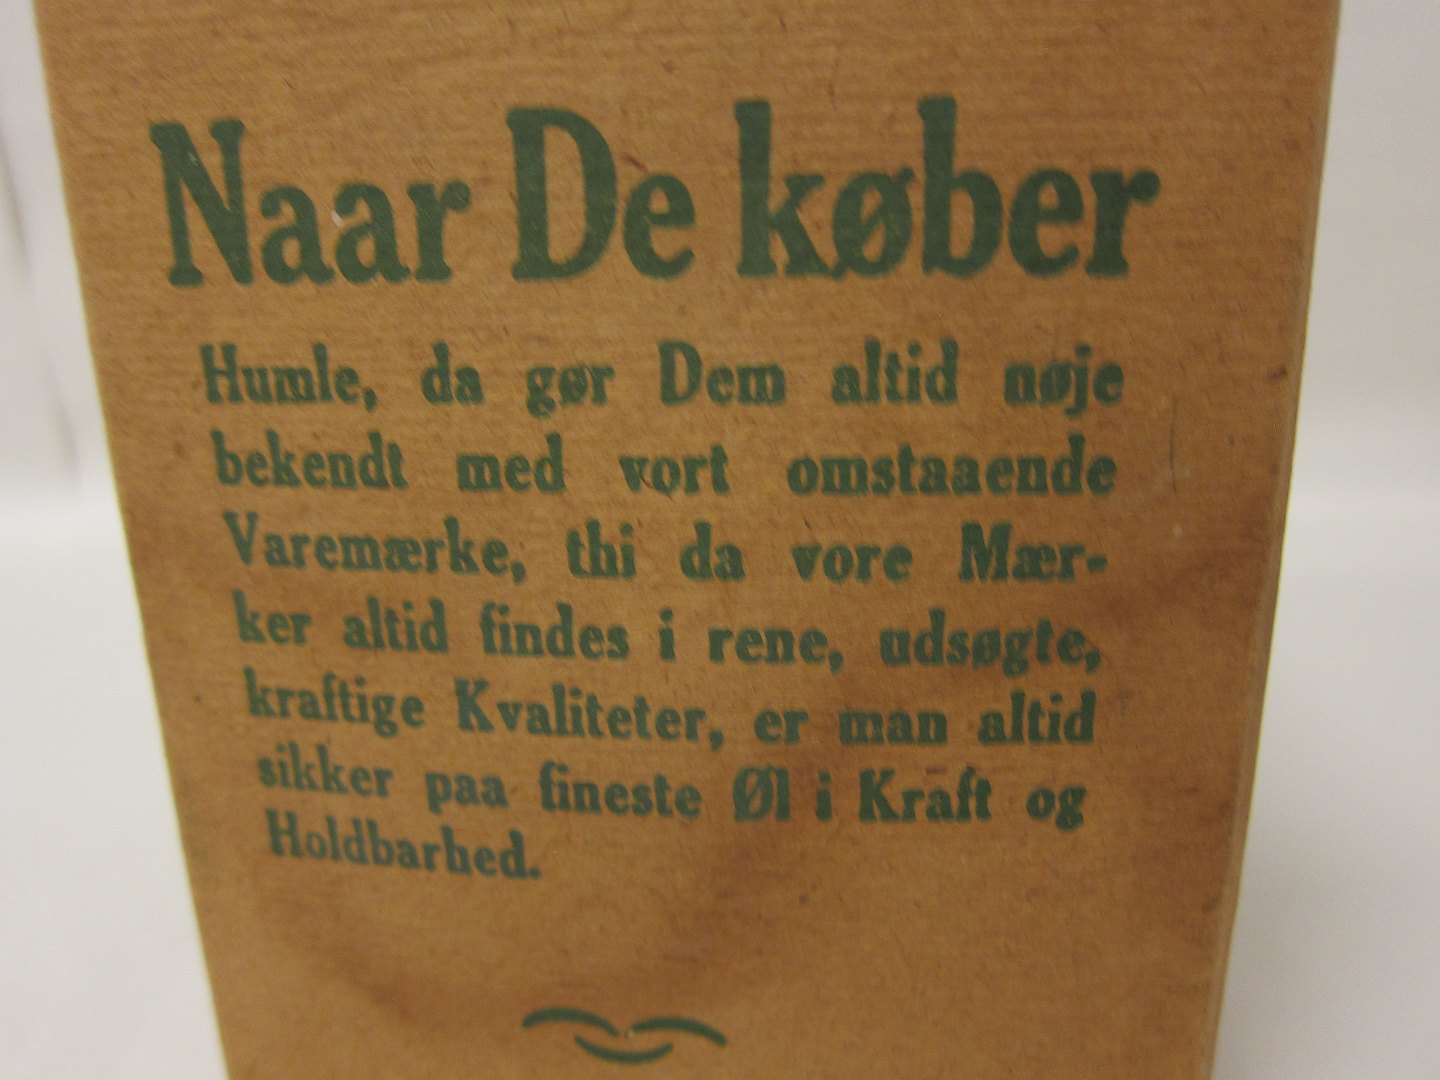 Naar De køber
Humle, da gør Dem altid nøje
bekendt med vort omstaaende
Varemærke, thi da vore Mær-
ker altid findes i rene, udsøgte,
kraftige Kvaliteter, er man altid
sikker paa fineste Øl i Kraft og
Holdbarhed.